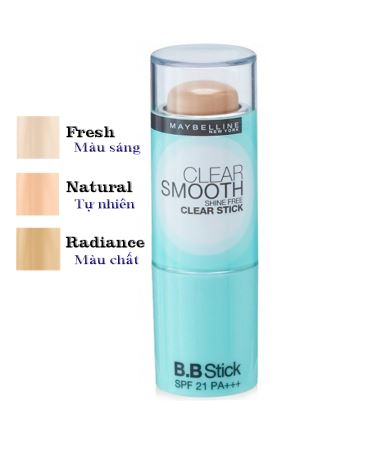 Fresh
Màu sáng
Natural
Tự nhiên
Radiance
Màu chất
MAYBELLINE
NEW YORK
CLEAR
SMOOTH
SHINE FREE
CLEAR STICK
B.B Stick
SPF 21 PA+++